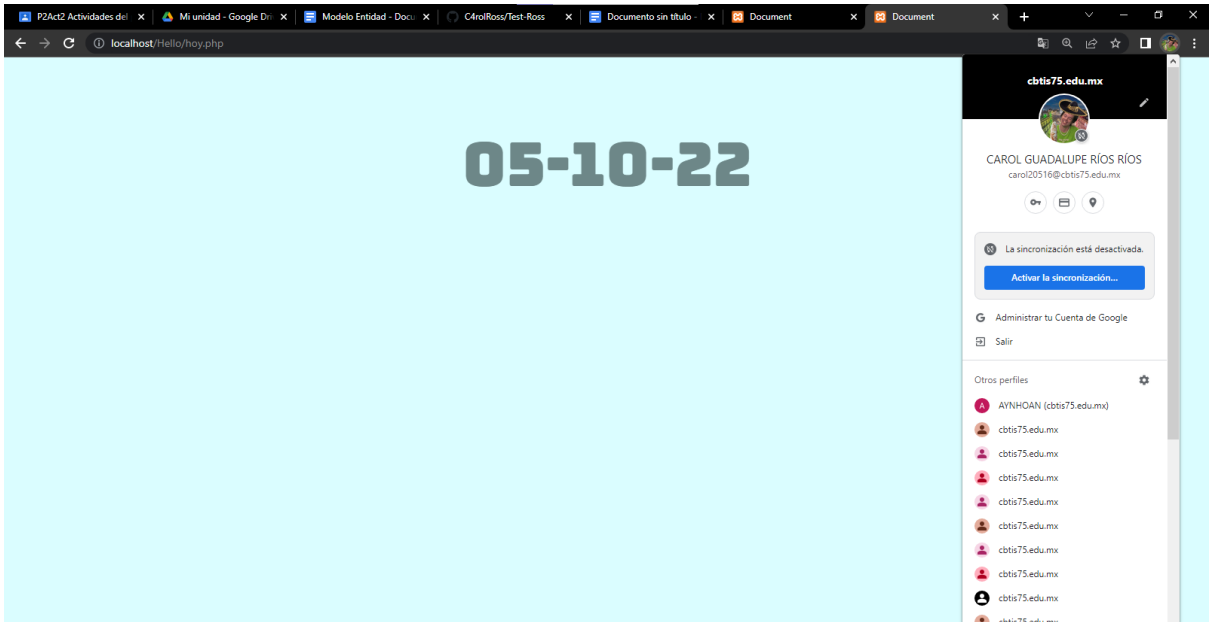 P2Act2 Actividades del
Mi unidad - Google Dri
Modelo Entidad - Docu
C4rolRoss/Test-Ross
Documento sin título -
Document
Document
localhost/Hello/hoy.php
05-10-22
cbtis75.edu.mx
CAROL GUADALUPE RÍOS RÍOS
carol20516@cbtis75.edu.mx
La sincronización está desactivada.
Activar la sincronización...
G Administrar tu Cuenta de Google
Salir
Otros perfiles
A AYNHOAN (cbtis75.edu.mx)
cbtis75.edu.mx
cbtis75.edu.mx
cbtis75.edu.mx
cbtis75.edu.mx
cbtis75.edu.mx
cbtis75.edu.mx
cbtis75.edu.mx
cbtis75.edu.mx
cbtis75.edu.mx